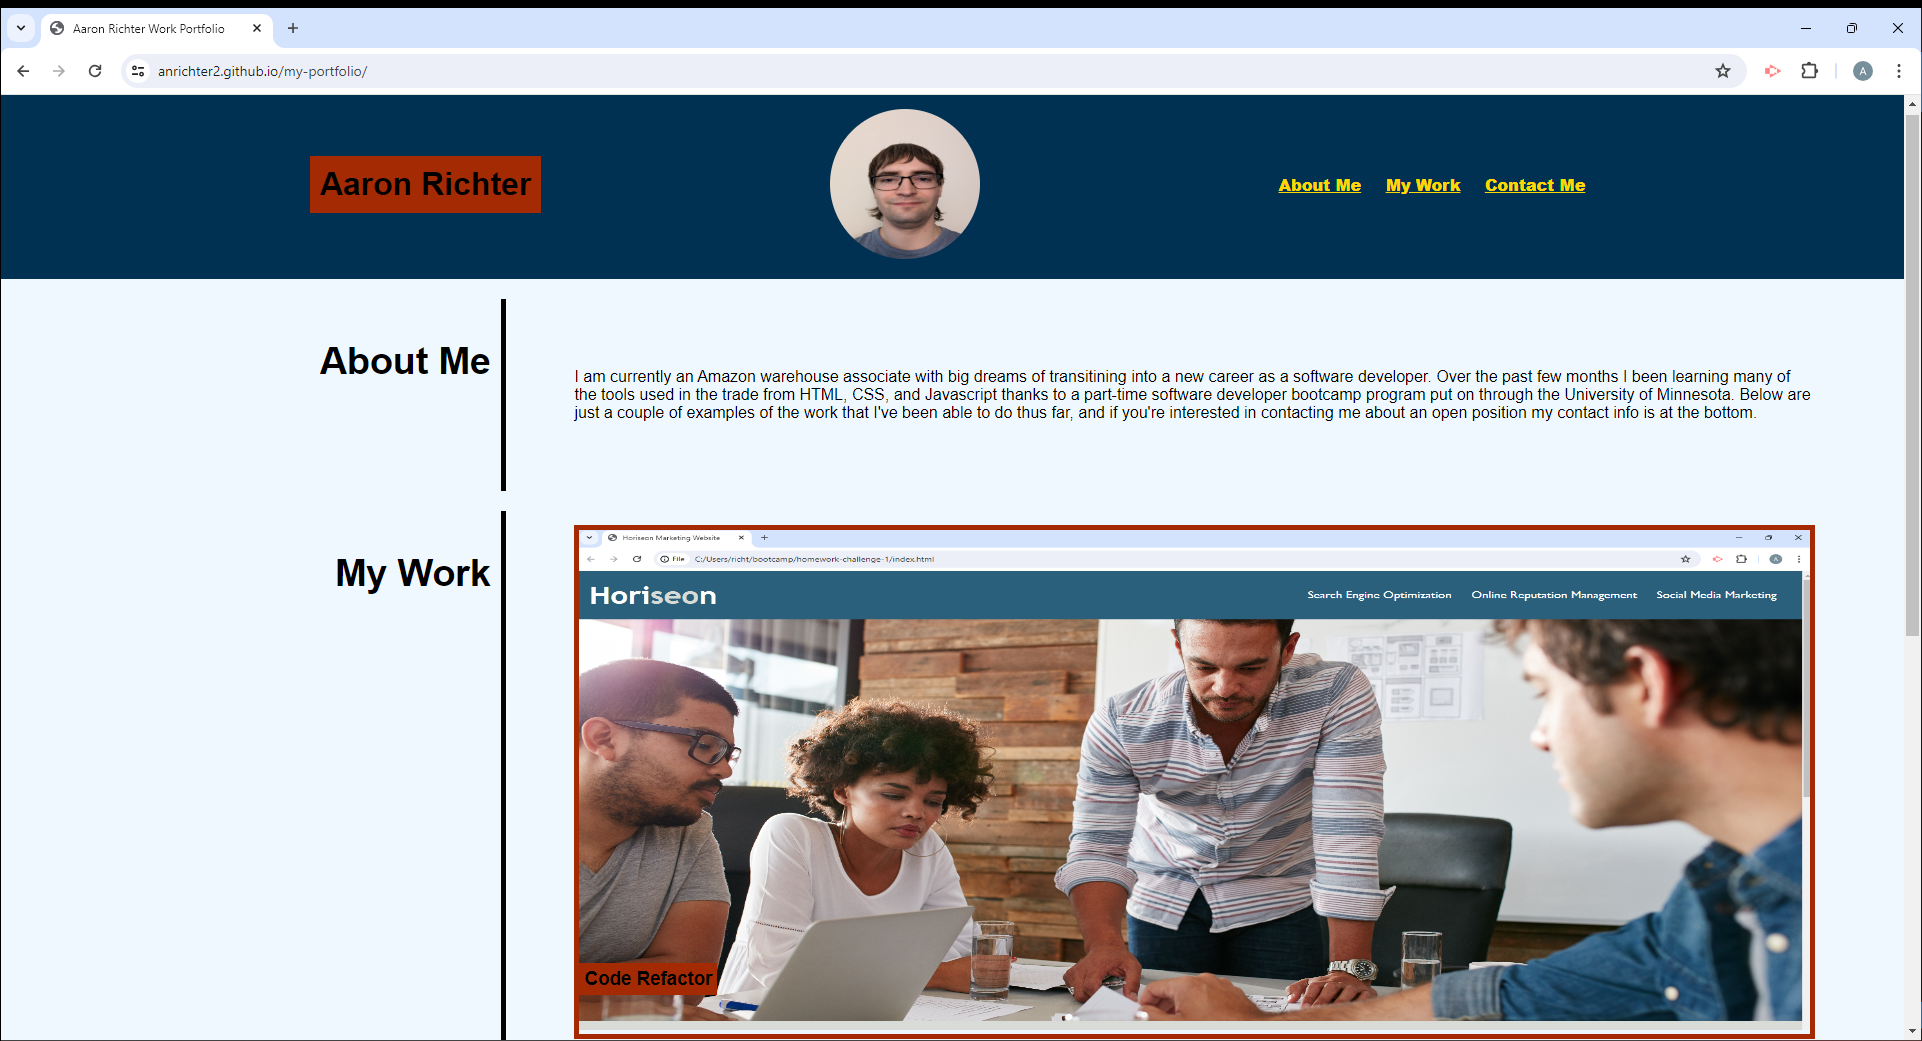 Aaron Richter Work Portfolio
anrichter2.github.io/my-portfolio/
A
Aaron Richter
About Me My Work Contact Me
About Me
I am currently an Amazon warehouse associate with big dreams of transitining into a new career as a software developer. Over the past few months I been learning many of
the tools used in the trade from HTML, CSS, and Javascript thanks to a part-time software developer bootcamp program put on through the University of Minnesota. Below are
just a couple of examples of the work that I've been able to do thus far, and if you're interested in contacting me about an open position my contact info is at the bottom.
My Work
Horiseon Marketing Website
File C:/Users/richt/bootcamp/homework-challenge-1/index.html
A
Horiseon
Search Engine Optimization Online Reputation Management Social Media Marketing
Code Refactor